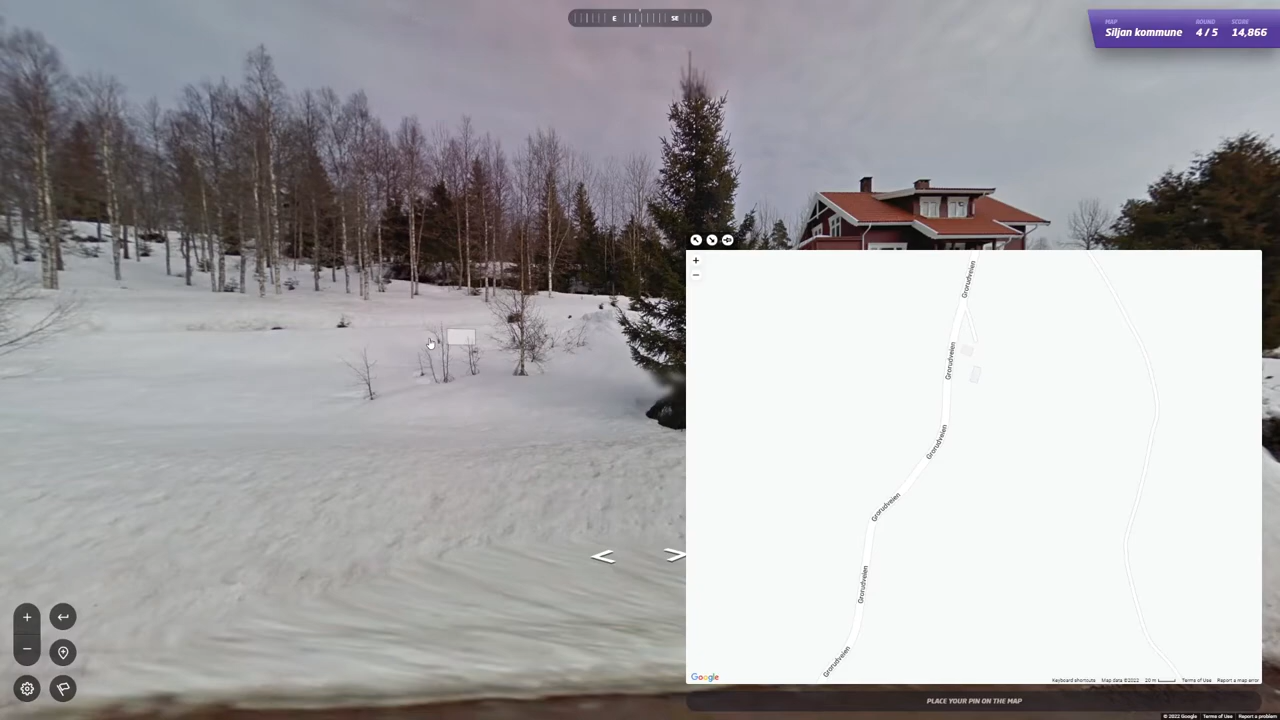 E SE
MAP ROUND SCORE
Siljan kommune 4 / 5 14,866
+
−
Grorudveien
Grorudveien
Grorudveien
Grorudveien
Grorudveien
Grorudveien
Google
Keyboard shortcuts Map data ©2022 20 m Terms of Use Report a map error
PLACE YOUR PIN ON THE MAP
+
−
© 2022 Google Terms of Use Report a problem